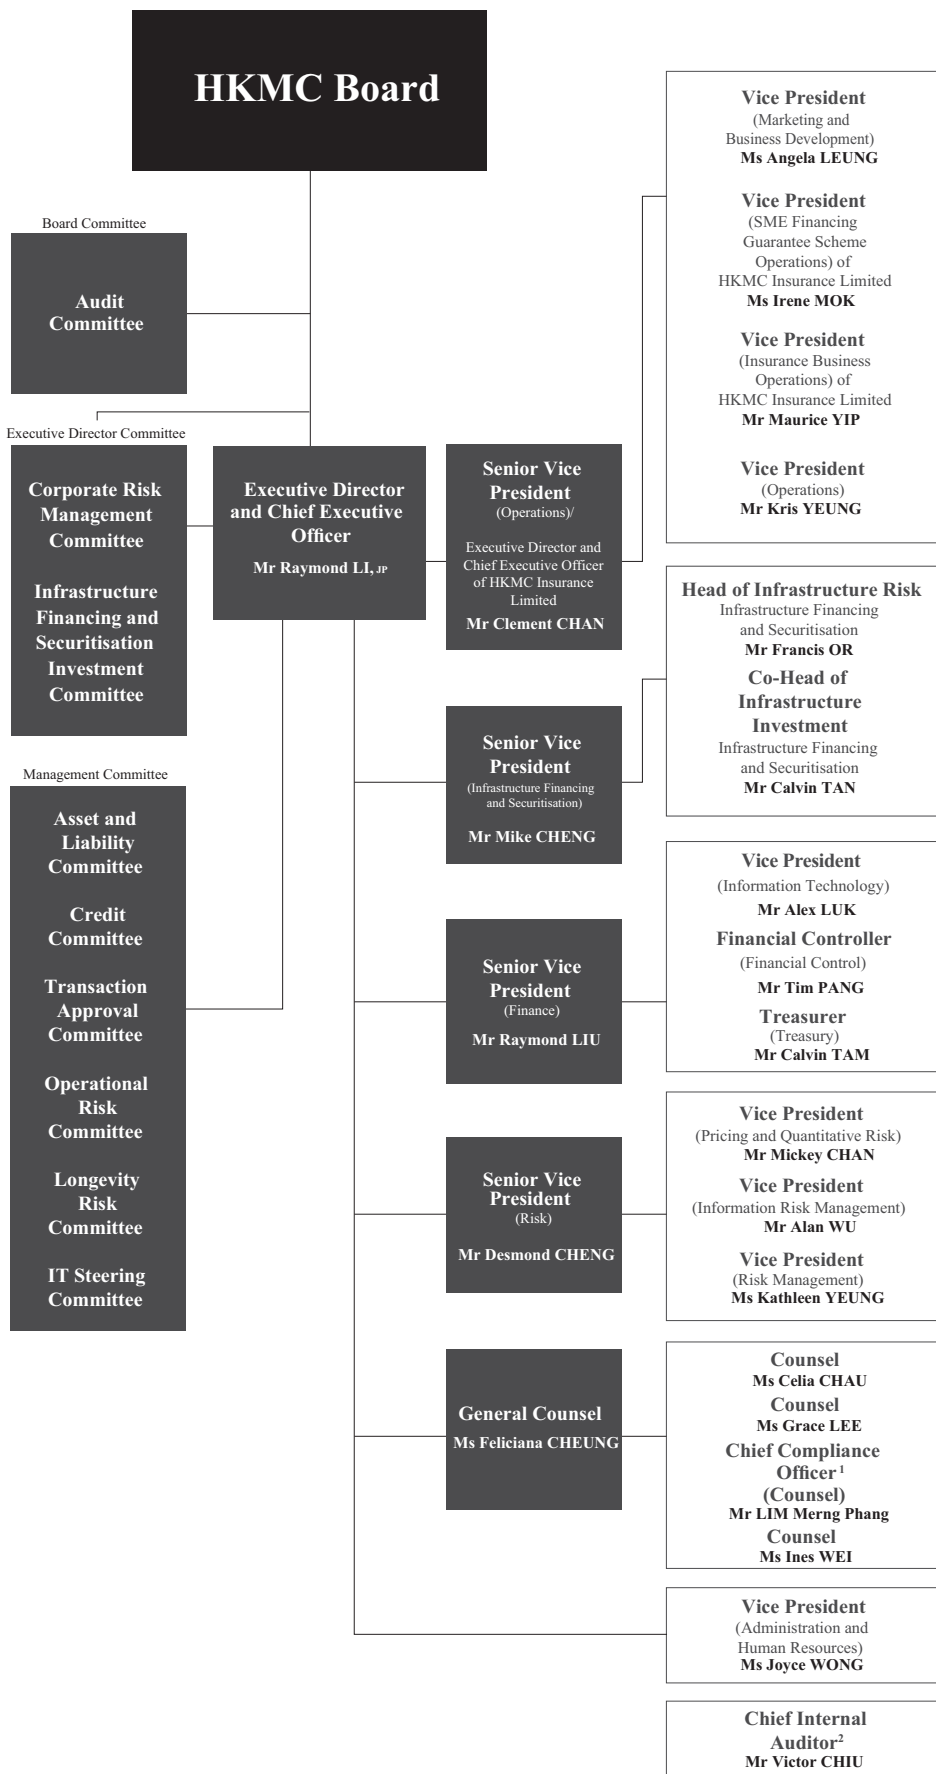 HKMC Board
Board Committee
Audit
Committee
Executive Director Committee
Corporate Risk
Management
Committee
Infrastructure
Financing and
Securitisation
Investment
Committee
Management Committee
Asset and
Liability
Committee
Credit
Committee
Transaction
Approval
Committee
Operational
Risk
Committee
Longevity
Risk
Committee
IT Steering
Committee
Executive Director
and Chief Executive
Officer
Mr Raymond LI, JP
Senior Vice
President
(Operations)/
Executive Director and
Chief Executive Officer
of HKMC Insurance
Limited
Mr Clement CHAN
Senior Vice
President
(Infrastructure Financing
and Securitisation)
Mr Mike CHENG
Senior Vice
President
(Finance)
Mr Raymond LIU
Senior Vice
President
(Risk)
Mr Desmond CHENG
General Counsel
Ms Feliciana CHEUNG
Vice President
(Marketing and
Business Development)
Ms Angela LEUNG
Vice President
(SME Financing
Guarantee Scheme
Operations) of
HKMC Insurance Limited
Ms Irene MOK
Vice President
(Insurance Business
Operations) of
HKMC Insurance Limited
Mr Maurice YIP
Vice President
(Operations)
Mr Kris YEUNG
Head of Infrastructure Risk
Infrastructure Financing
and Securitisation
Mr Francis OR
Co-Head of
Infrastructure
Investment
Infrastructure Financing
and Securitisation
Mr Calvin TAN
Vice President
(Information Technology)
Mr Alex LUK
Financial Controller
(Financial Control)
Mr Tim PANG
Treasurer
(Treasury)
Mr Calvin TAM
Vice President
(Pricing and Quantitative Risk)
Mr Mickey CHAN
Vice President
(Information Risk Management)
Mr Alan WU
Vice President
(Risk Management)
Ms Kathleen YEUNG
Counsel
Ms Celia CHAU
Counsel
Ms Grace LEE
Chief Compliance
Officer¹
(Counsel)
Mr LIM Merng Phang
Counsel
Ms Ines WEI
Vice President
(Administration and
Human Resources)
Ms Joyce WONG
Chief Internal
Auditor²
Mr Victor CHIU